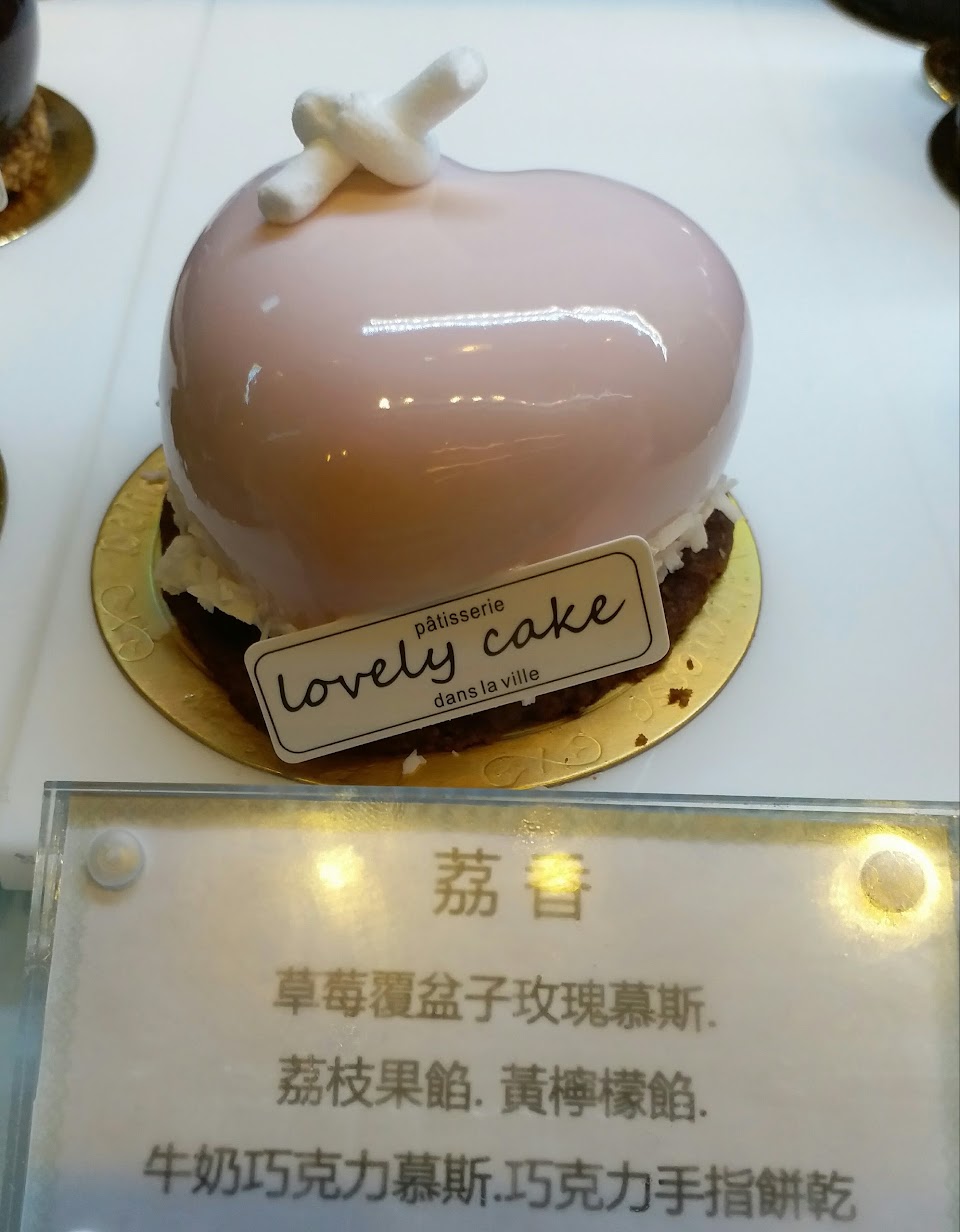 pâtisserie
lovely cake
dans la ville
荔 音
草莓覆盆子玫瑰慕斯.
荔枝果餡. 黃檸檬餡.
牛奶巧克力慕斯.巧克力手指餅乾